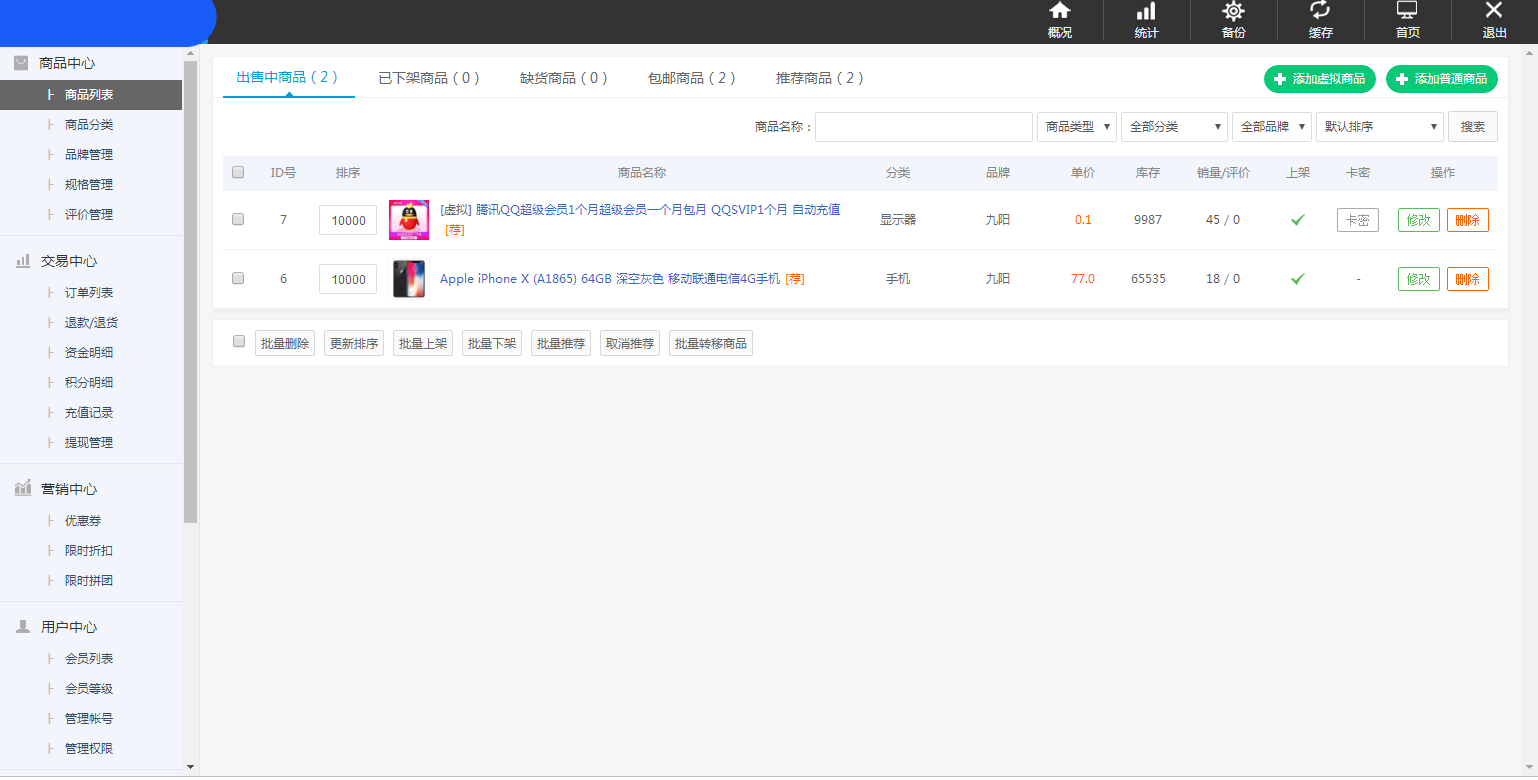 概况 统计 备份 缓存 首页 退出
商品中心
商品列表
商品分类
品牌管理
规格管理
评价管理
交易中心
订单列表
退款/退货
资金明细
积分明细
充值记录
提现管理
营销中心
优惠券
限时折扣
限时拼团
用户中心
会员列表
会员等级
管理帐号
管理权限
出售中商品（2） 已下架商品（0） 缺货商品（0） 包邮商品（2） 推荐商品（2） 添加虚拟商品 添加普通商品
商品名称： 商品类型 全部分类 全部品牌 默认排序 搜索
ID号 排序 商品名称 分类 品牌 单价 库存 销量/评价 上架 卡密 操作
7 10000 [虚拟] 腾讯QQ超级会员1个月超级会员一个月包月 QQSVIP1个月 自动充值 显示器 九阳 0.1 9987 45 / 0 卡密 修改 删除
[荐]
6 10000 Apple iPhone X (A1865) 64GB 深空灰色 移动联通电信4G手机 [荐] 手机 九阳 77.0 65535 18 / 0 - 修改 删除
批量删除 更新排序 批量上架 批量下架 批量推荐 取消推荐 批量转移商品